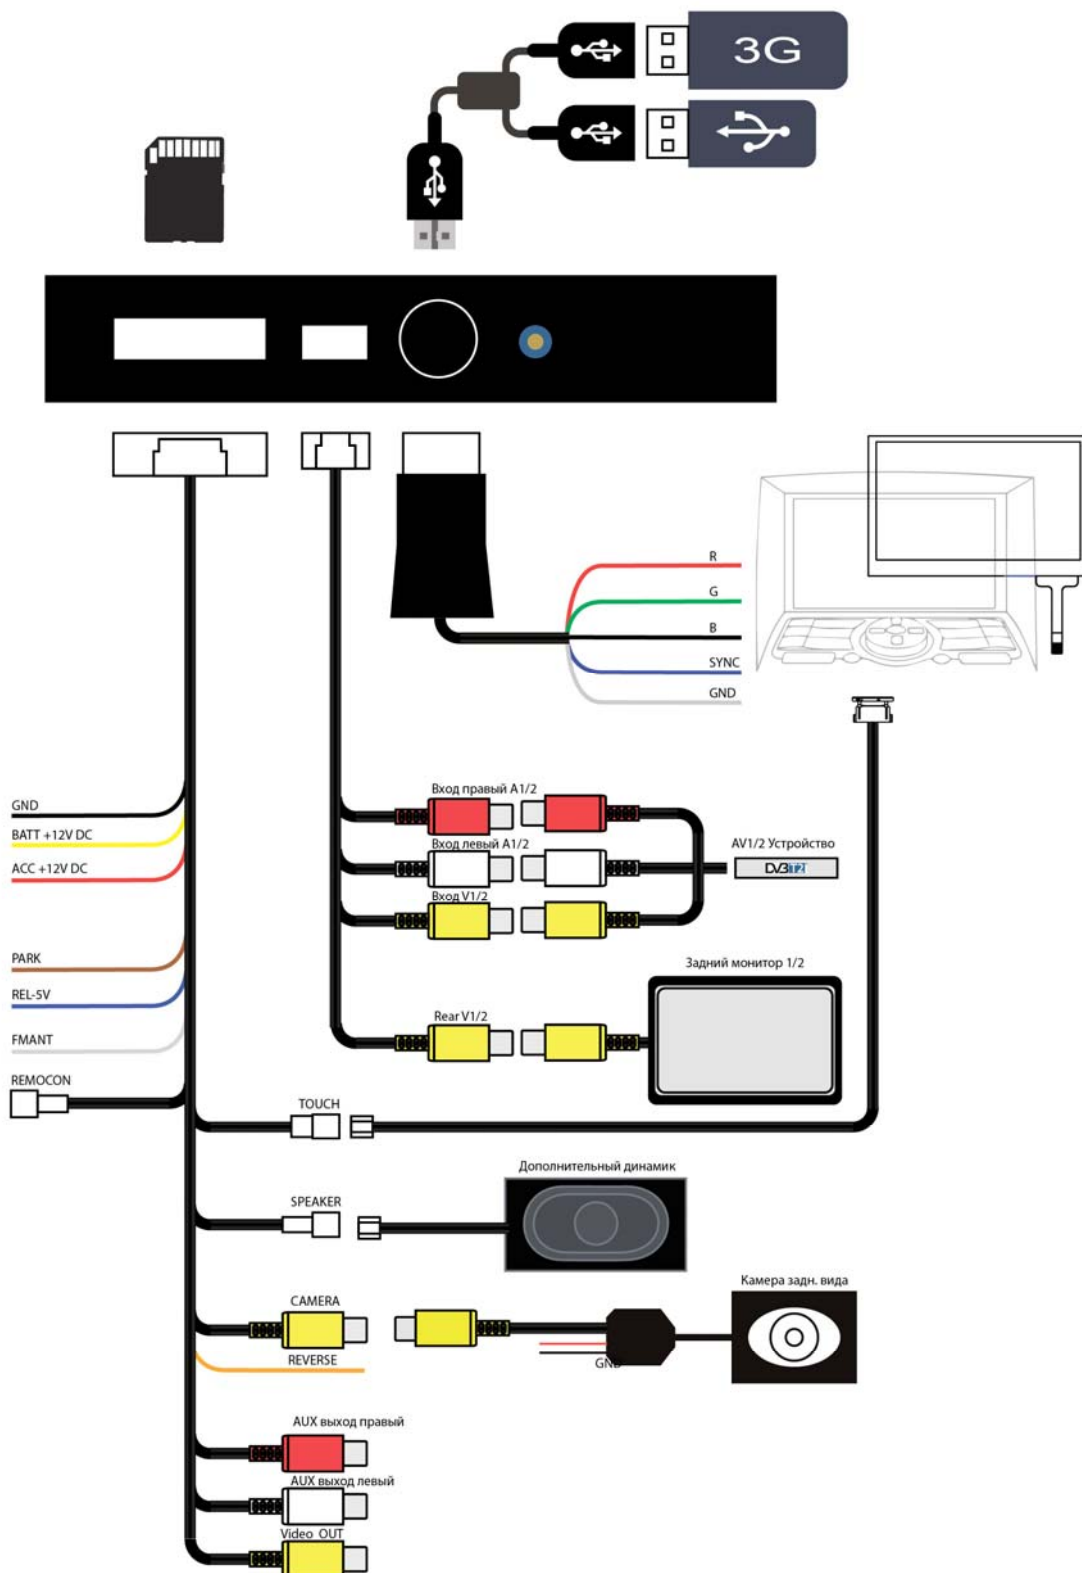 3G
R
G
B
SYNC
GND
Вход правый A1/2
GND
BATT +12V DC
Вход левый A1/2
AV1/2 Устройство
ACC +12V DC
DVB T2
Вход V1/2
PARK
Задний монитор 1/2
REL-5V
Rear V1/2
FMANT
REMOCON
TOUCH
Дополнительный динамик
SPEAKER
Камера задн. вида
CAMERA
REVERSE
GND
AUX выход правый
AUX выход левый
Video OUT